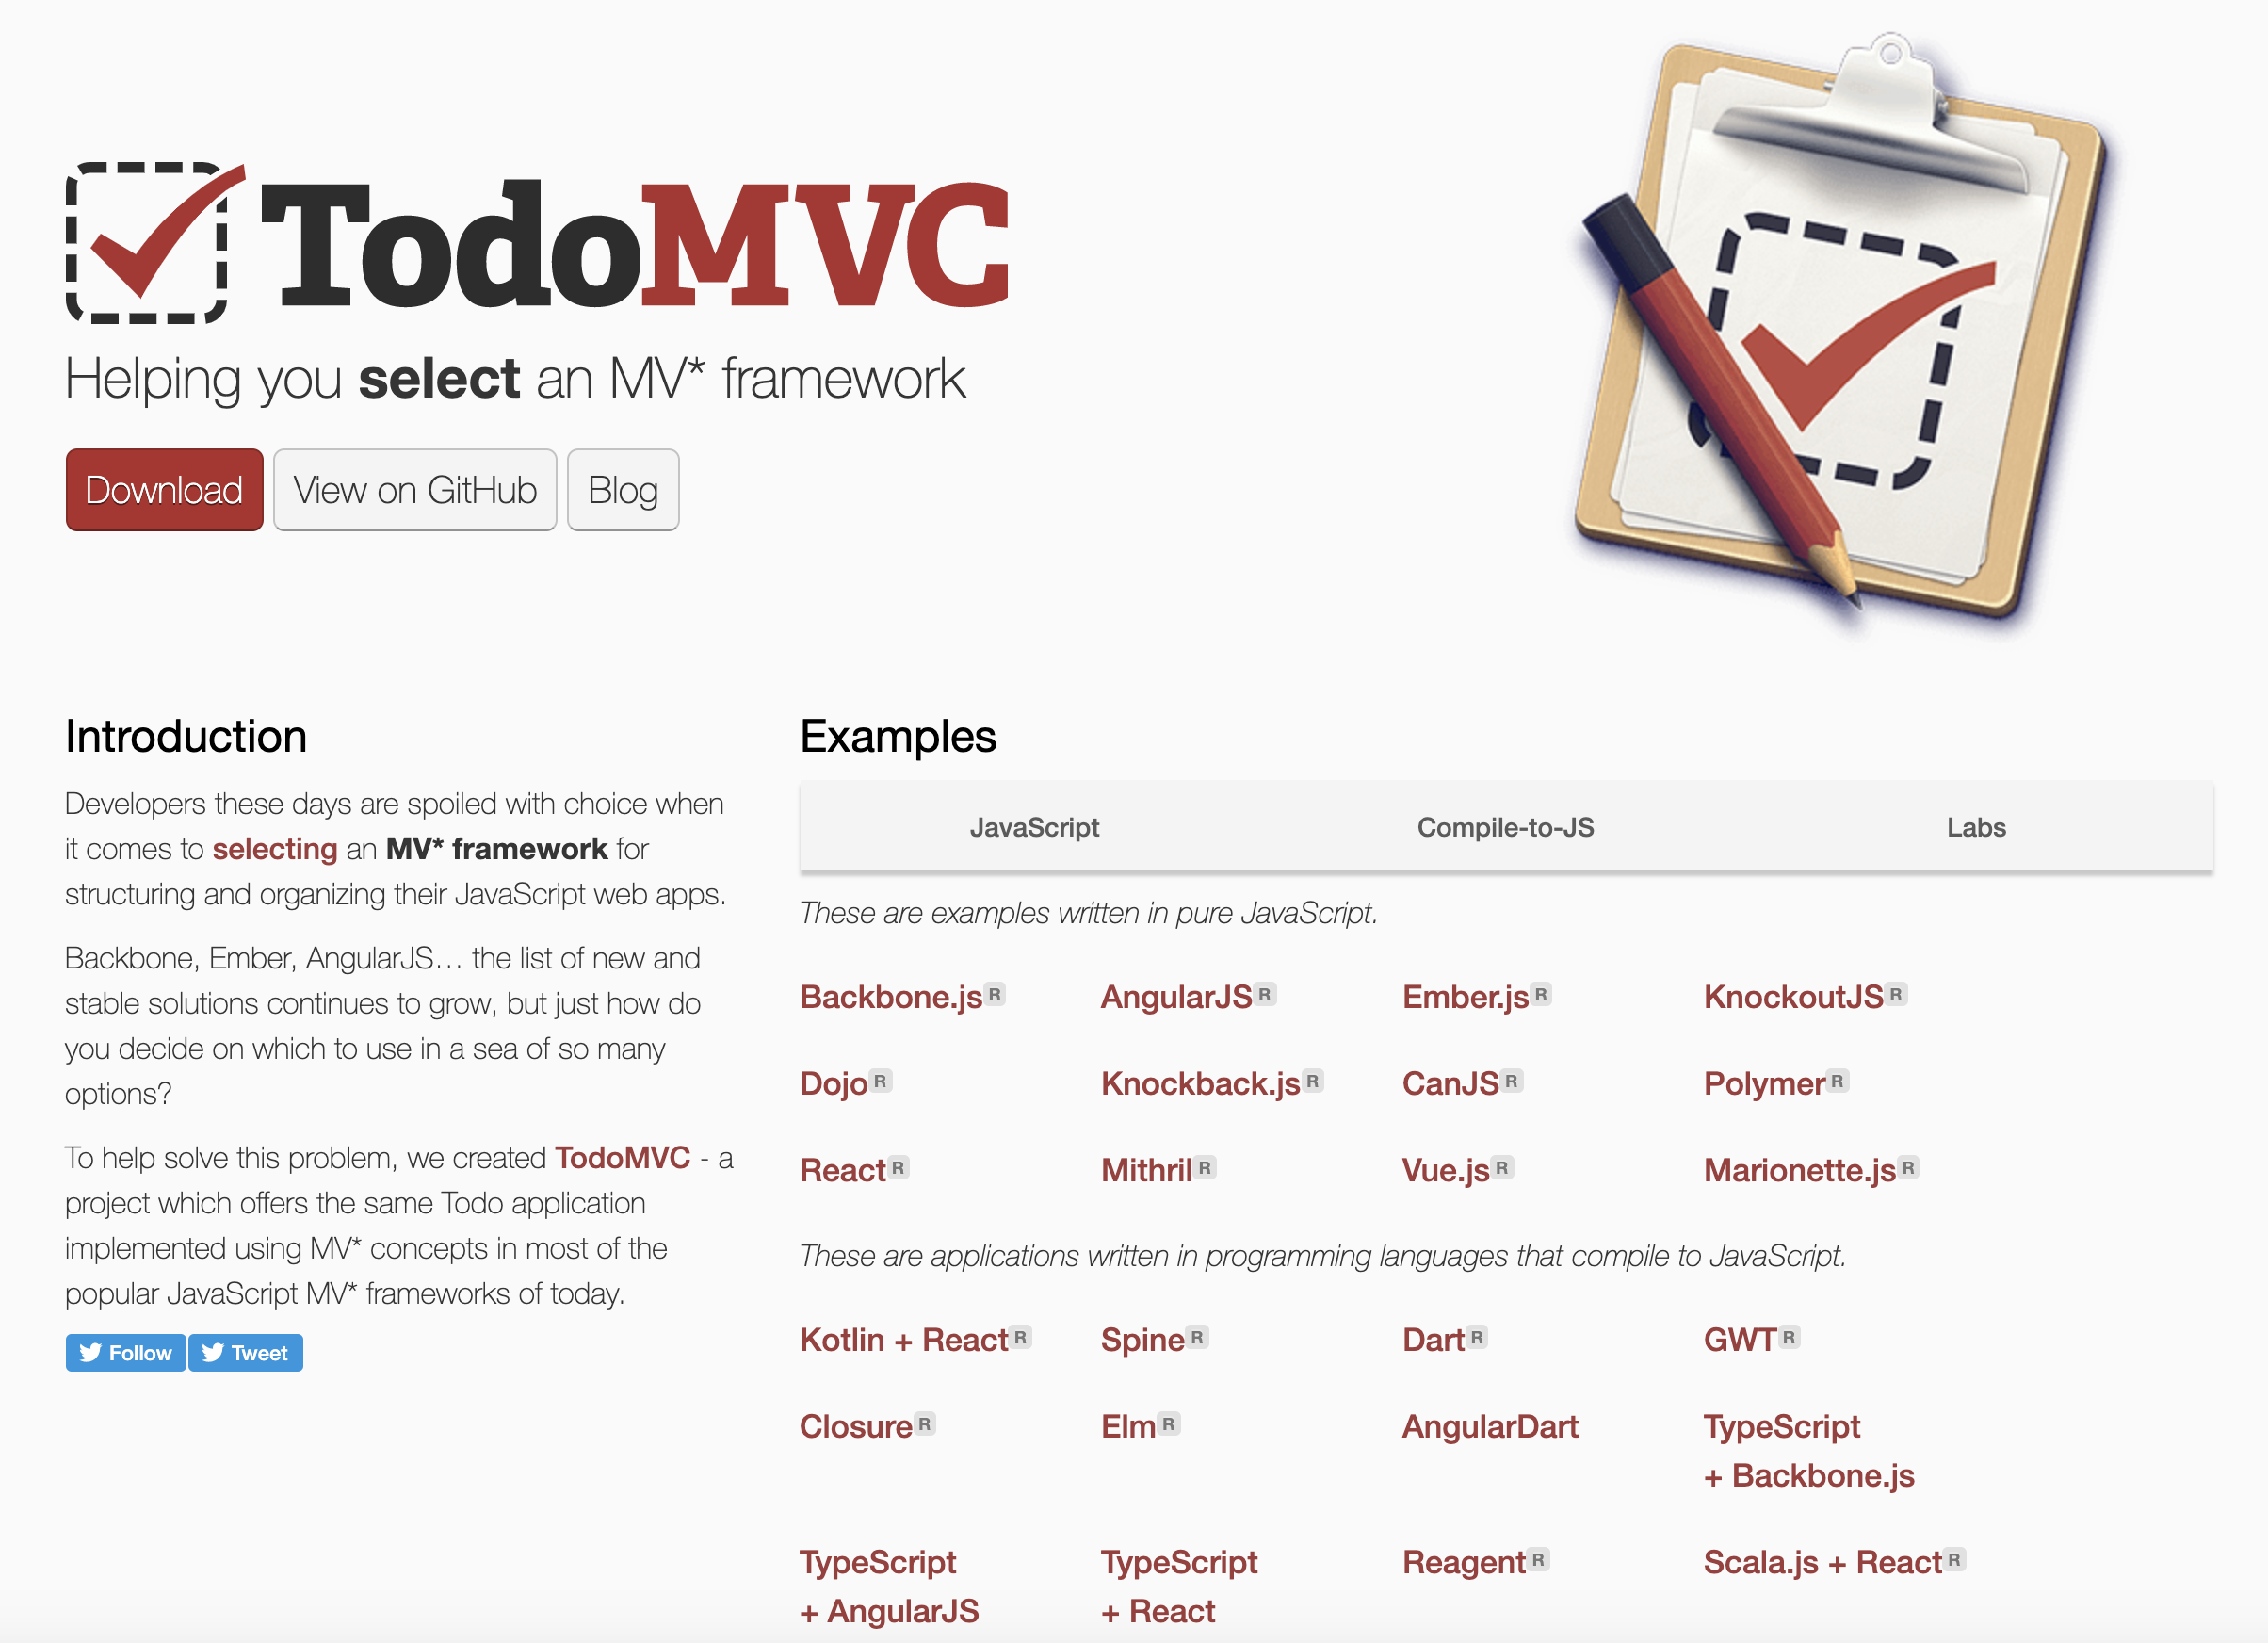 TodoMVC
Helping you select an MV* framework
Download
View on GitHub
Blog
Introduction
Developers these days are spoiled with choice when
it comes to selecting an MV* framework for
structuring and organizing their JavaScript web apps.
Backbone, Ember, AngularJS… the list of new and
stable solutions continues to grow, but just how do
you decide on which to use in a sea of so many
options?
To help solve this problem, we created TodoMVC - a
project which offers the same Todo application
implemented using MV* concepts in most of the
popular JavaScript MV* frameworks of today.
Follow
Tweet
Examples
JavaScript
Compile-to-JS
Labs
These are examples written in pure JavaScript.
Backbone.js R
AngularJS R
Ember.js R
KnockoutJS R
Dojo R
Knockback.js R
CanJS R
Polymer R
React R
Mithril R
Vue.js R
Marionette.js R
These are applications written in programming languages that compile to JavaScript.
Kotlin + React R
Spine R
Dart R
GWT R
Closure R
Elm R
AngularDart
TypeScript
+ Backbone.js
TypeScript
+ AngularJS
TypeScript
+ React
Reagent R
Scala.js + React R